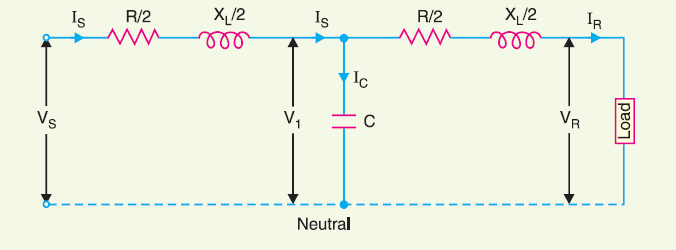 I_S R/2 X_L/2 I_S R/2 X_L/2 I_R
I_C
V_S V_1 C V_R Load
Neutral